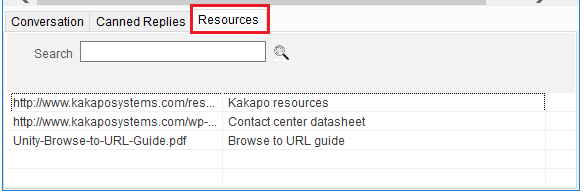 Conversation Canned Replies Resources
Search
http://www.kakaposystems.com/res... Kakapo resources
http://www.kakaposystems.com/wp-... Contact center datasheet
Unity-Browse-to-URL-Guide.pdf Browse to URL guide